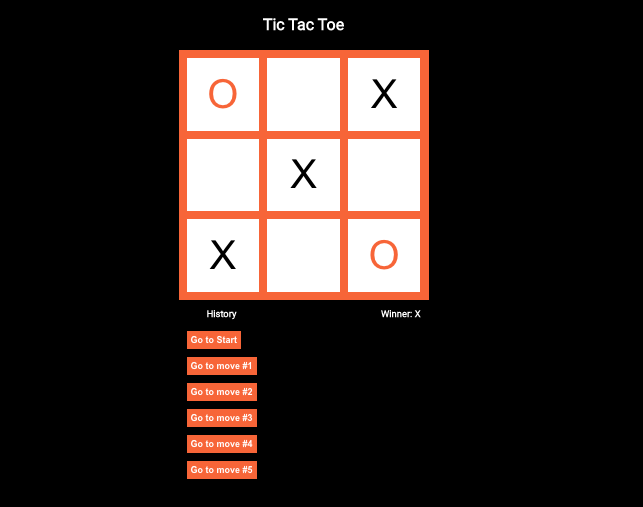 Tic Tac Toe
O X
X
X O
History Winner: X
Go to Start
Go to move #1
Go to move #2
Go to move #3
Go to move #4
Go to move #5